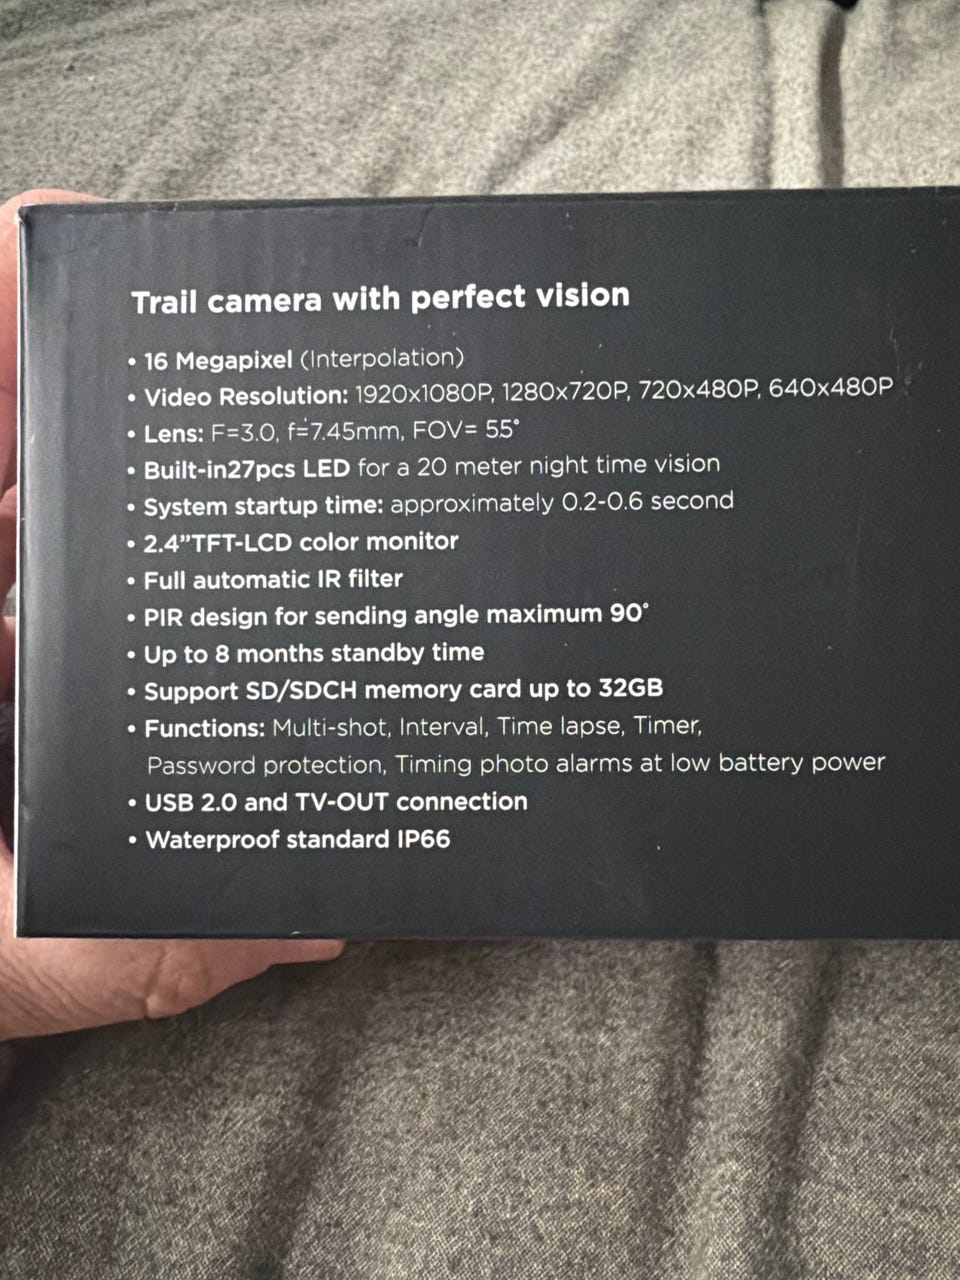 Trail camera with perfect vision
• 16 Megapixel (Interpolation)
• Video Resolution: 1920x1080P, 1280x720P, 720x480P, 640x480P
• Lens: F=3.0, f=7.45mm, FOV= 55°
• Built-in27pcs LED for a 20 meter night time vision
• System startup time: approximately 0.2-0.6 second
• 2.4”TFT-LCD color monitor
• Full automatic IR filter
• PIR design for sending angle maximum 90°
• Up to 8 months standby time
• Support SD/SDCH memory card up to 32GB
• Functions: Multi-shot, Interval, Time lapse, Timer,
Password protection, Timing photo alarms at low battery power
• USB 2.0 and TV-OUT connection
• Waterproof standard IP66